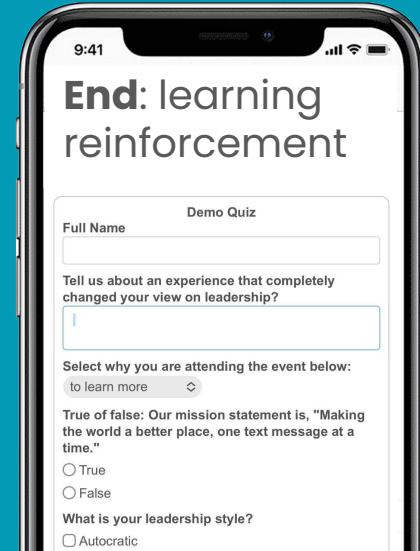 9:41
End: learning
reinforcement
Demo Quiz
Full Name
Tell us about an experience that completely
changed your view on leadership?
Select why you are attending the event below:
to learn more
True of false: Our mission statement is, "Making
the world a better place, one text message at a
time."
True
False
What is your leadership style?
Autocratic